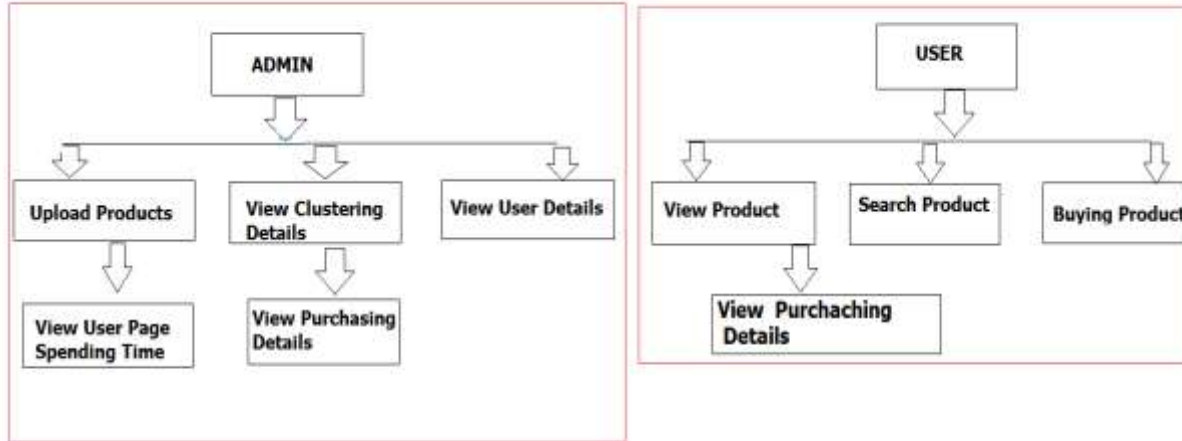 ADMIN
Upload Products
View Clustering
Details
View User Details
View User Page
Spending Time
View Purchasing
Details
USER
View Product
Search Product
Buying Product
View Purchaching
Details